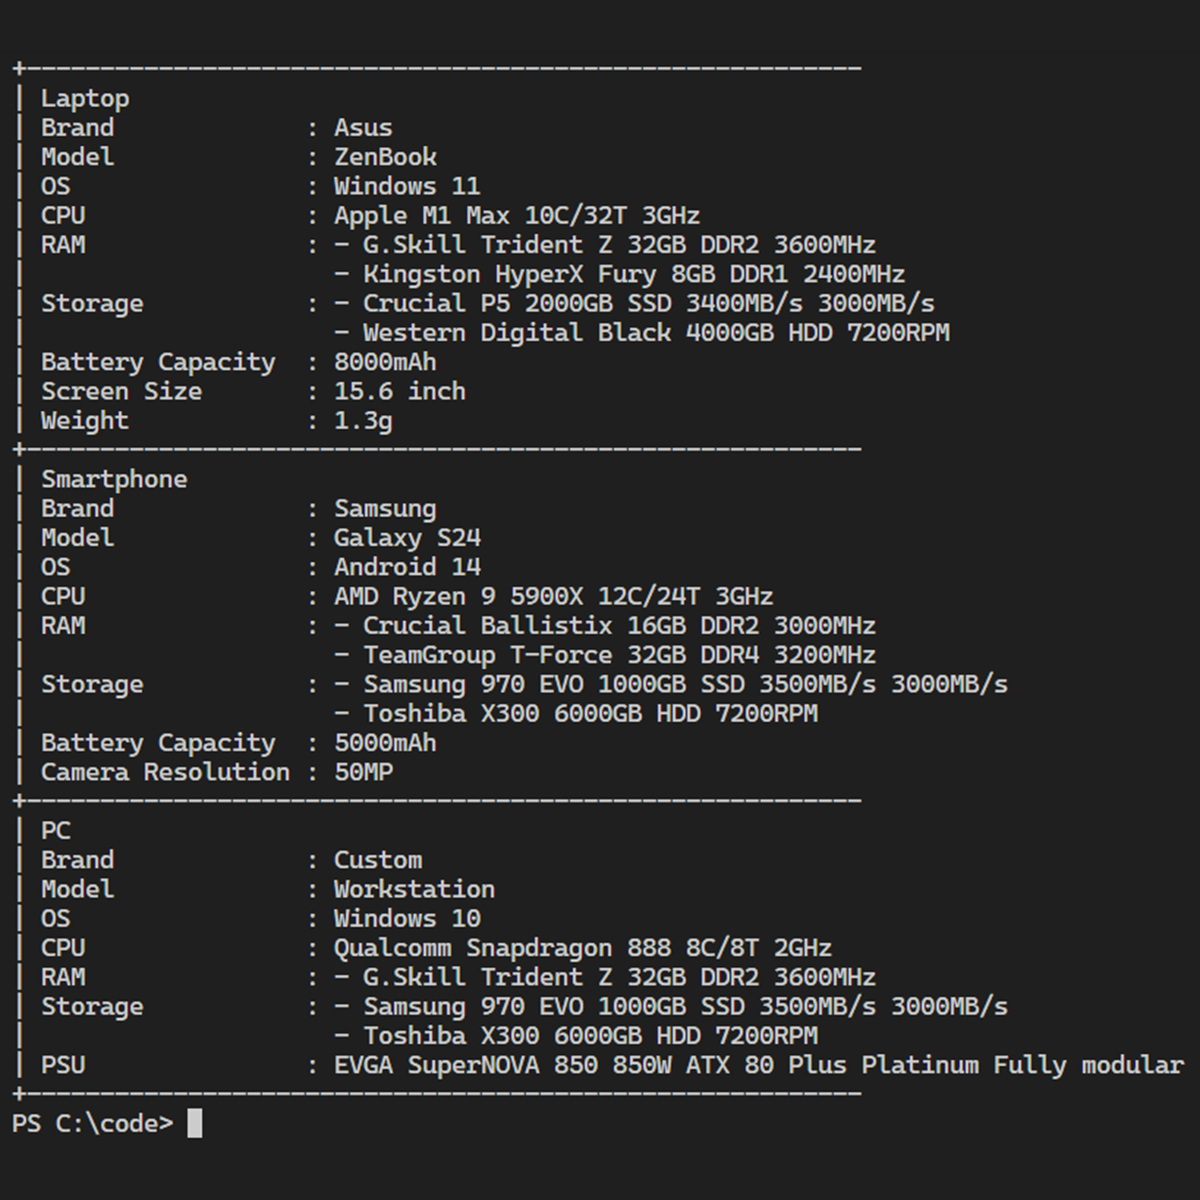 +---------------------------------------------------------
| Laptop
| Brand             : Asus
| Model             : ZenBook
| OS                : Windows 11
| CPU               : Apple M1 Max 10C/32T 3GHz
| RAM               : - G.Skill Trident Z 32GB DDR2 3600MHz
|                     - Kingston HyperX Fury 8GB DDR1 2400MHz
| Storage           : - Crucial P5 2000GB SSD 3400MB/s 3000MB/s
|                     - Western Digital Black 4000GB HDD 7200RPM
| Battery Capacity  : 8000mAh
| Screen Size       : 15.6 inch
| Weight            : 1.3g
+---------------------------------------------------------
| Smartphone
| Brand             : Samsung
| Model             : Galaxy S24
| OS                : Android 14
| CPU               : AMD Ryzen 9 5900X 12C/24T 3GHz
| RAM               : - Crucial Ballistix 16GB DDR2 3000MHz
|                     - TeamGroup T-Force 32GB DDR4 3200MHz
| Storage           : - Samsung 970 EVO 1000GB SSD 3500MB/s 3000MB/s
|                     - Toshiba X300 6000GB HDD 7200RPM
| Battery Capacity  : 5000mAh
| Camera Resolution : 50MP
+---------------------------------------------------------
| PC
| Brand             : Custom
| Model             : Workstation
| OS                : Windows 10
| CPU               : Qualcomm Snapdragon 888 8C/8T 2GHz
| RAM               : - G.Skill Trident Z 32GB DDR2 3600MHz
| Storage           : - Samsung 970 EVO 1000GB SSD 3500MB/s 3000MB/s
|                     - Toshiba X300 6000GB HDD 7200RPM
| PSU               : EVGA SuperNOVA 850 850W ATX 80 Plus Platinum Fully modular
+---------------------------------------------------------
PS C:\code>